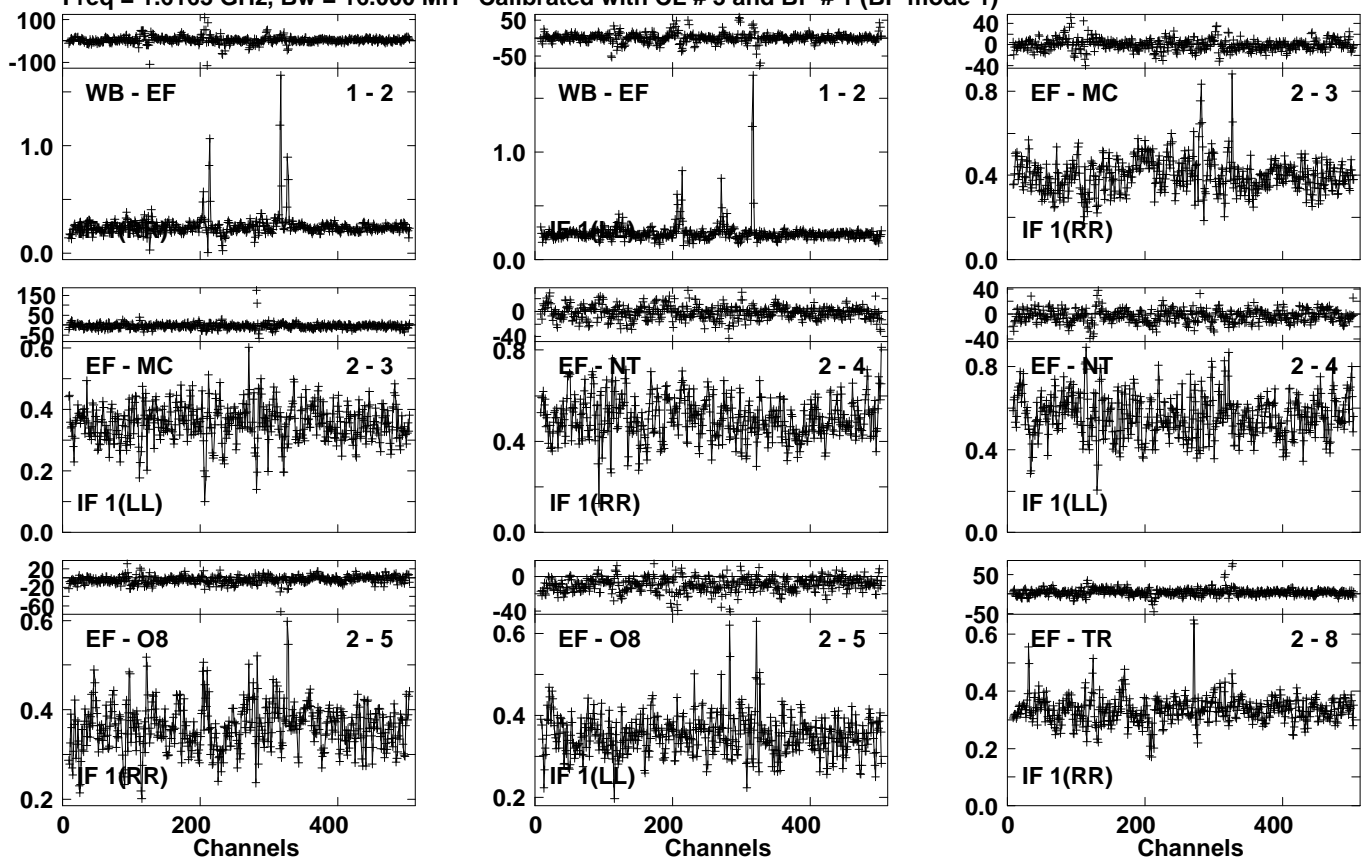 Freq = 1.6165 GHz, Bw = 16.000 MH Calibrated with CL # 3 and BP # 1 (BP mode 1)
100
-100
WB - EF 1 - 2
1.0
IF 1(RR)
0.0
50
-50
WB - EF 1 - 2
1.0
IF 1(LL)
0.0
40
0
-40
EF - MC 2 - 3
0.8
0.4
IF 1(RR)
0.0
150
50
-50
0.6
EF - MC 2 - 3
0.4
0.2
IF 1(LL)
0.0
0
-40
0.8
EF - NT 2 - 4
0.4
IF 1(RR)
0.0
40
0
-40
0.8
EF - NT 2 - 4
0.4
IF 1(LL)
0.0
20
-20
-60
0.6
EF - O8 2 - 5
0.4
IF 1(RR)
0.2
0 200 400
Channels
0
-40
0.6
EF - O8 2 - 5
0.4
IF 1(LL)
0.2
0 200 400
Channels
50
-50
0.6
EF - TR 2 - 8
0.4
0.2
IF 1(RR)
0.0
0 200 400
Channels